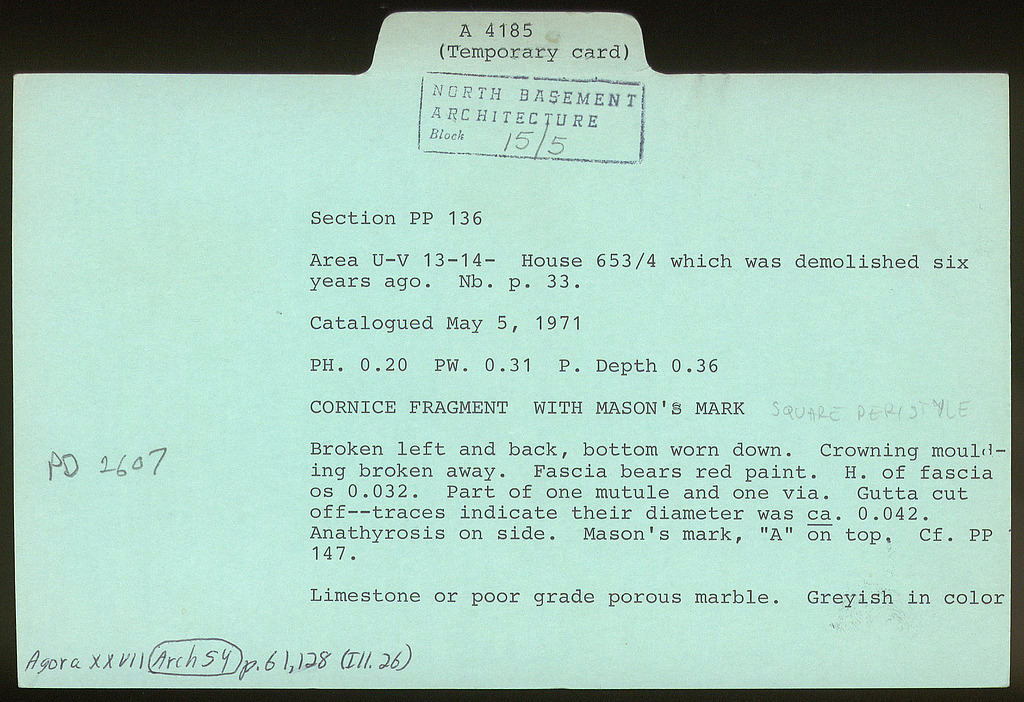 A 4185
(Temporary card)
NORTH BASEMENT
ARCHITECTURE
Block 15/5
Section PP 136
Area U-V 13-14- House 653/4 which was demolished six
years ago. Nb. p. 33.
Catalogued May 5, 1971
PH. 0.20 PW. 0.31 P. Depth 0.36
CORNICE FRAGMENT WITH MASON'S MARK SQUARE PERISTYLE
Broken left and back, bottom worn down. Crowning mould-
ing broken away. Fascia bears red paint. H. of fascia
os 0.032. Part of one mutule and one via. Gutta cut
off--traces indicate their diameter was ca. 0.042.
Anathyrosis on side. Mason's mark, "A" on top. Cf. PP
147.
PD 2607
Limestone or poor grade porous marble. Greyish in color
Agora XXVII Arch 54 p. 61, 128 (Ill. 26)